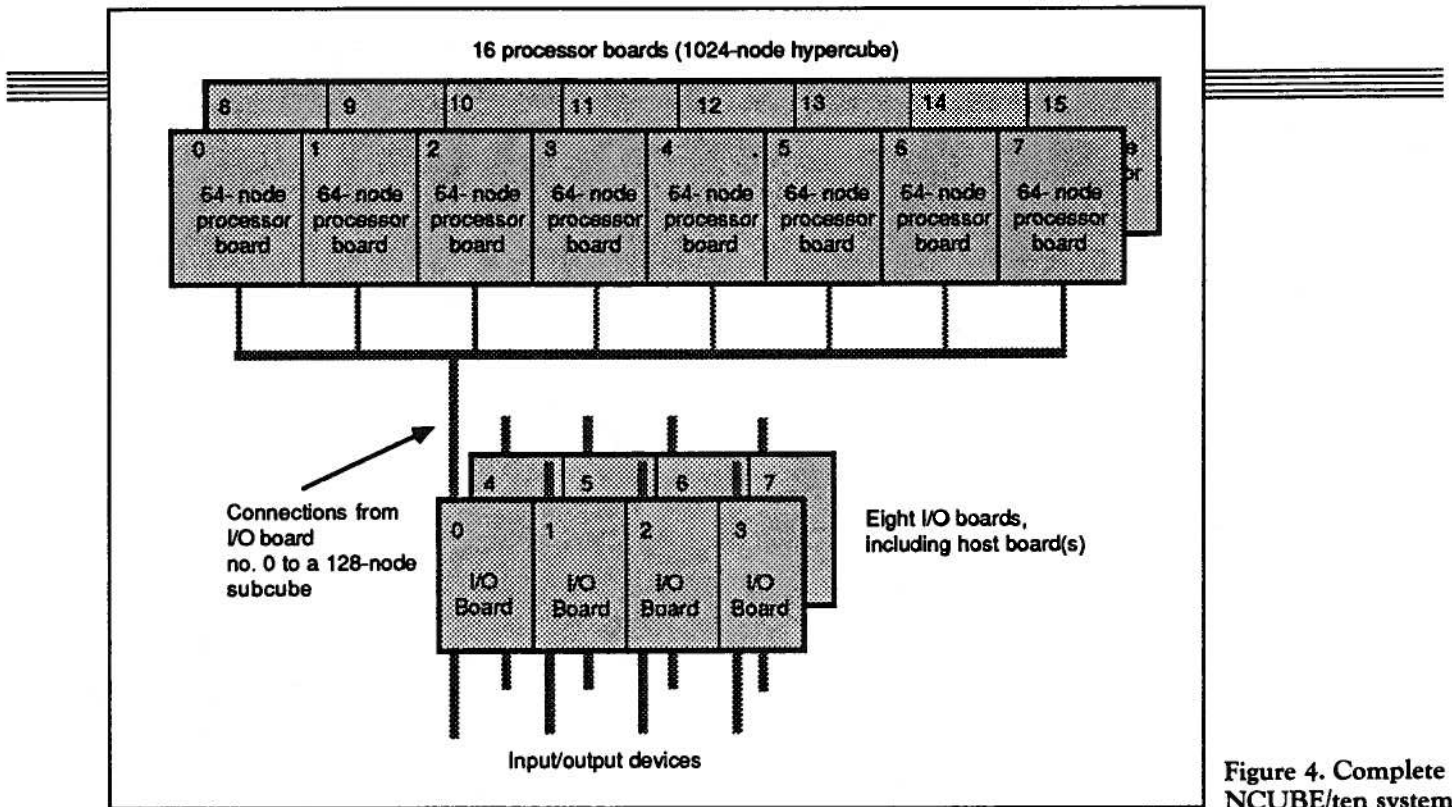 16 processor boards (1024-node hypercube)
8 9 10 11 12 13 14 15
0 1 2 3 4 5 6 7
64- node processor board
64- node processor board
64- node processor board
64- node processor board
64- node processor board
64- node processor board
64- node processor board
64- node processor board
Connections from
I/O board
no. 0 to a 128-node
subcube
4 5 6 7
0 1 2 3
I/O Board
I/O Board
I/O Board
I/O Board
Eight I/O boards,
including host board(s)
Input/output devices
Figure 4. Complete
NCUBE/ten system